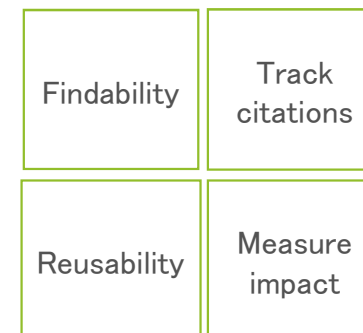 Findability
Track
citations
Reusability
Measure
impact